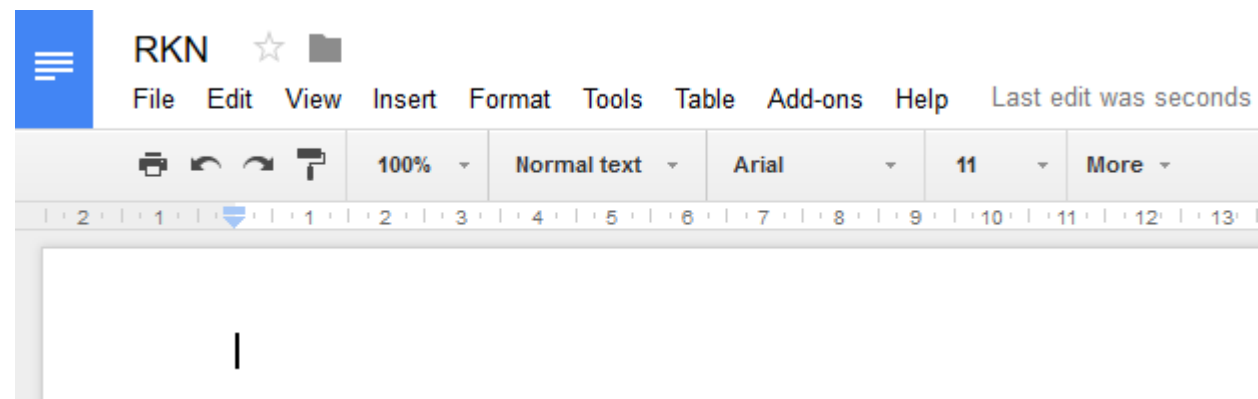 RKN
File Edit View Insert Format Tools Table Add-ons Help Last edit was seconds
100% Normal text Arial 11 More
2 1 1 2 3 4 5 6 7 8 9 10 11 12 13